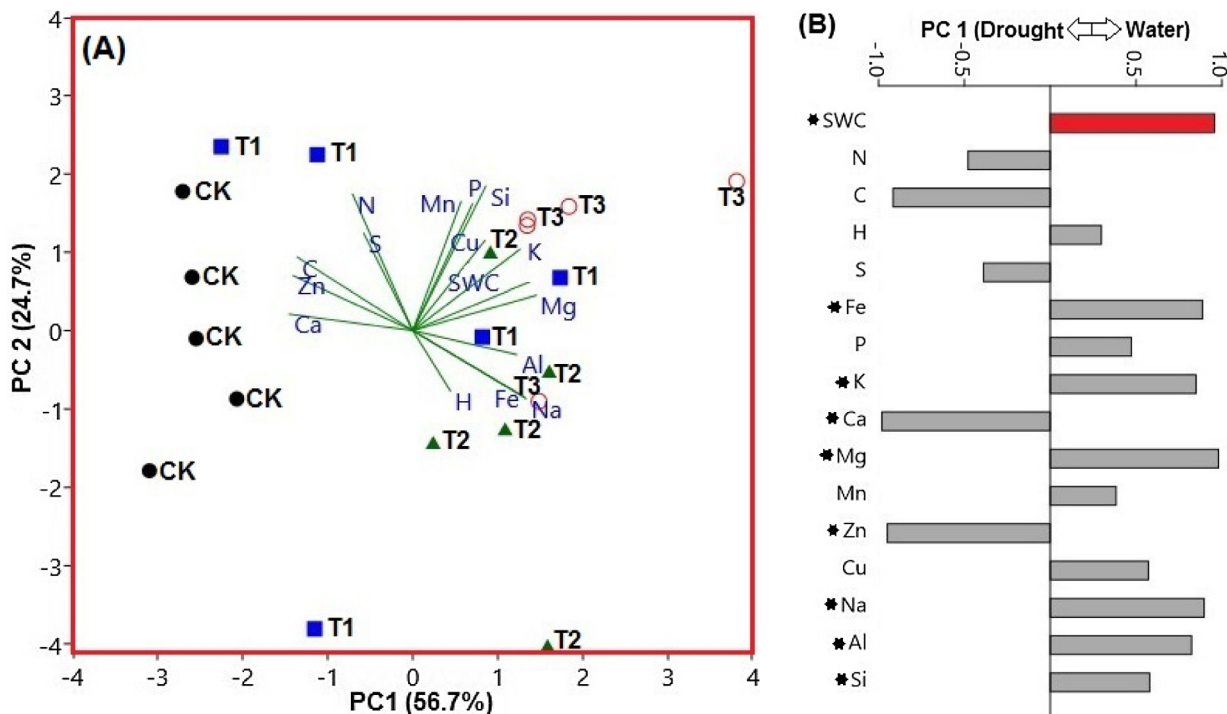 (A)
PC 2 (24.7%)
4
3
2
1
0
-1
-2
-3
-4
T1
T1
CK
CK
CK
CK
CK
N
S
C
Zn
Ca
Mn
P
Si
Cu
T2
K
SWC
Mg
T3
T3
T3
T1
T1
Al
T2
T3
Fe
Na
H
T2
T2
T1
T2
-4 -3 -2 -1 0 1 2 3 4
PC1 (56.7%)
(B)
PC 1 (Drought Water)
-1.0 -0.5 0 0.5 1.0
SWC
N
C
H
S
Fe
P
K
Ca
Mg
Mn
Zn
Cu
Na
Al
Si